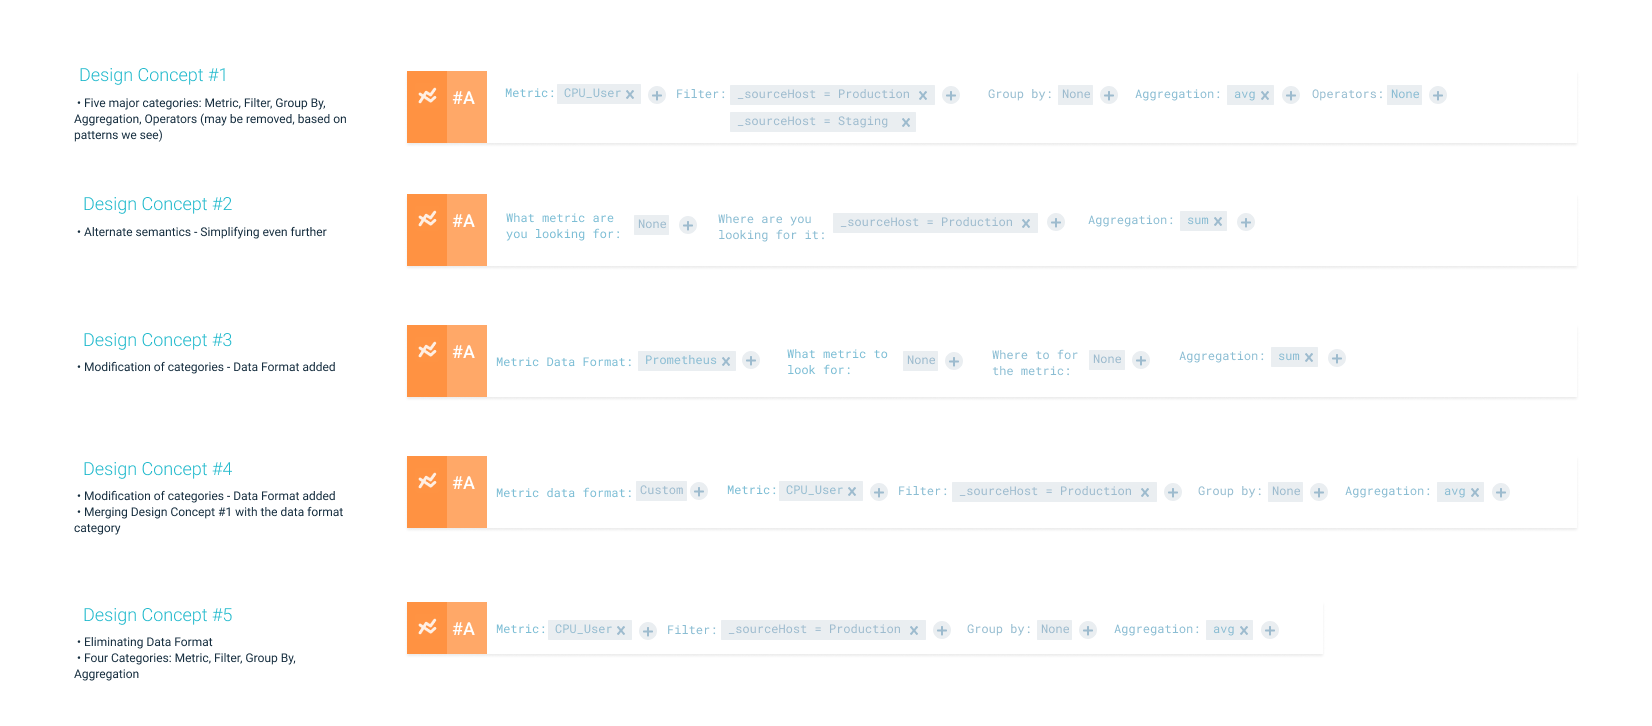 Design Concept #1
• Five major categories: Metric, Filter, Group By,
Aggregation, Operators (may be removed, based on
patterns we see)
#A
Metric: CPU_User x + Filter: _sourceHost = Production x + Group by: None + Aggregation: avg x + Operators: None +
_sourceHost = Staging x
Design Concept #2
• Alternate semantics - Simplifying even further
#A
What metric are
you looking for:
None +
Where are you
looking for it:
_sourceHost = Production x + Aggregation: sum x +
Design Concept #3
• Modification of categories - Data Format added
#A
Metric Data Format: Prometheus x +
What metric to
look for:
None +
Where to for
the metric:
None + Aggregation: sum x +
Design Concept #4
• Modification of categories - Data Format added
• Merging Design Concept #1 with the data format
category
#A
Metric data format: Custom + Metric: CPU_User x + Filter: _sourceHost = Production x + Group by: None + Aggregation: avg x +
Design Concept #5
• Eliminating Data Format
• Four Categories: Metric, Filter, Group By,
Aggregation
#A
Metric: CPU_User x + Filter: _sourceHost = Production x + Group by: None + Aggregation: avg x +